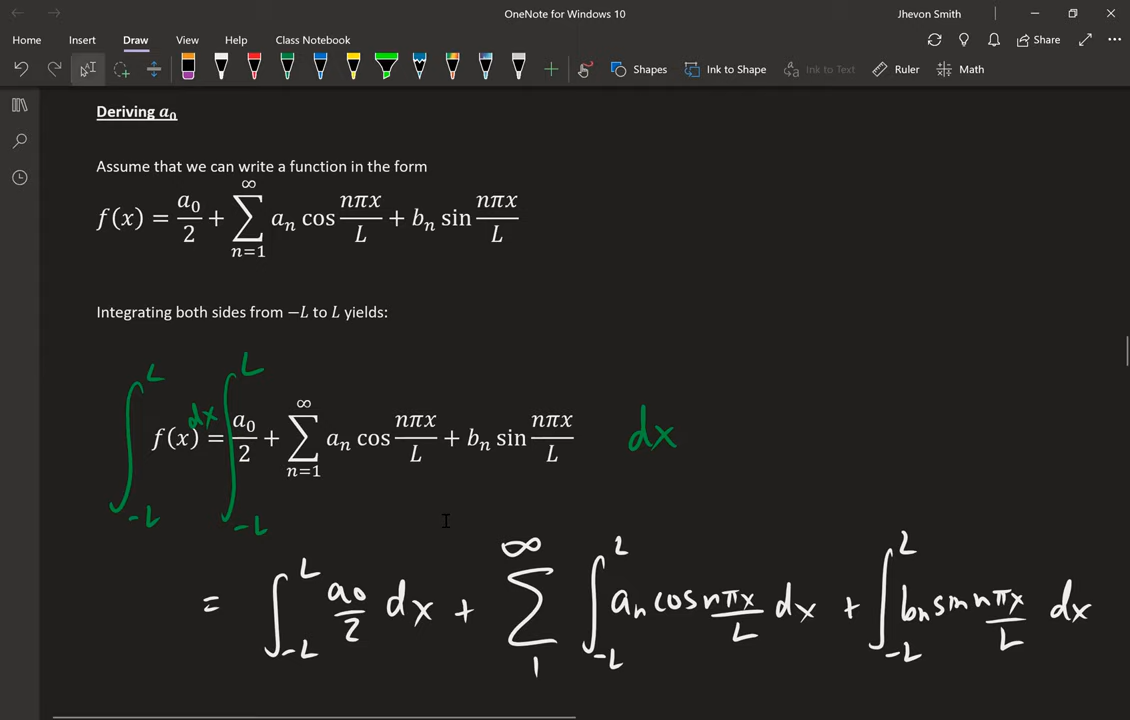 OneNote for Windows 10
Jhevon Smith
Home Insert Draw View Help Class Notebook
Share
Shapes Ink to Shape Ink to Text Ruler Math
Deriving a₀
Assume that we can write a function in the form
f(x) = a₀/2 + ∑_{n=1}^{∞} aₙ cos nπx/L + bₙ sin nπx/L
Integrating both sides from −L to L yields:
∫_{-L}^{L} f(x) dx = ∫_{-L}^{L} a₀/2 + ∑_{n=1}^{∞} aₙ cos nπx/L + bₙ sin nπx/L dx
= ∫_{-L}^{L} a₀/2 dx + ∑_{1}^{∞} ∫_{-L}^{L} aₙ cos nπx/L dx + ∫_{-L}^{L} bₙ sin nπx/L dx